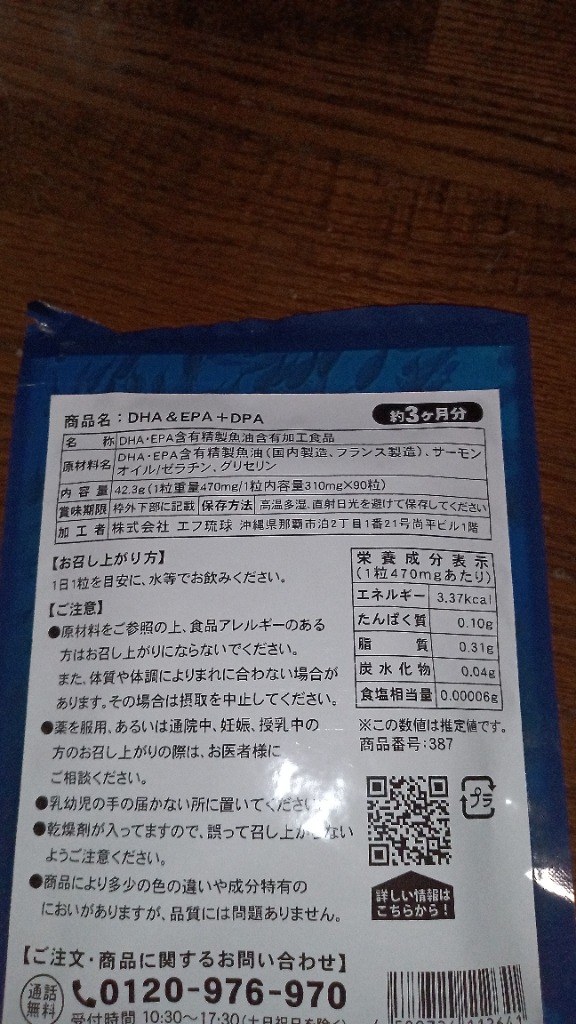 商品名：DHA＆EPA＋DPA
約3ヶ月分
名 称 DHA・EPA含有精製魚油含有加工食品
原材料名 DHA・EPA含有精製魚油（国内製造、フランス製造）、サーモン
オイル/ゼラチン、グリセリン
内容量 42.3g（1粒重量470mg/1粒内容量310mg×90粒）
賞味期限 枠外下部に記載 保存方法 高温多湿、直射日光を避けて保存してください
加工者 株式会社 エフ琉球 沖縄県那覇市泊2丁目1番21号尚平ビル1階
【お召し上がり方】
1日1粒を目安に、水等でお飲みください。
【ご注意】
●原材料をご参照の上、食品アレルギーのある
方はお召し上がりにならないでください。
また、体質や体調によりまれに合わない場合が
あります。その場合は摂取を中止してください。
●薬を服用、あるいは通院中、妊娠、授乳中の
方のお召し上がりの際は、お医者様に
ご相談ください。
●乳幼児の手の届かない所に置いてください。
●乾燥剤が入ってますので、誤って召し上がらない
ようご注意ください。
●商品により多少の色の違いや成分特有の
においがありますが、品質には問題ありません。
栄養成分表示
（1粒470mgあたり）
エネルギー 3.37kcal
たんぱく質 0.10g
脂質 0.31g
炭水化物 0.04g
食塩相当量 0.00006g
※この数値は推定値です。
商品番号：387
プラ
詳しい情報は
こちらから！
【ご注文・商品に関するお問い合わせ】
通話
無料
0120-976-970
受付時間 10:30～17:30（土日祝日を除く）